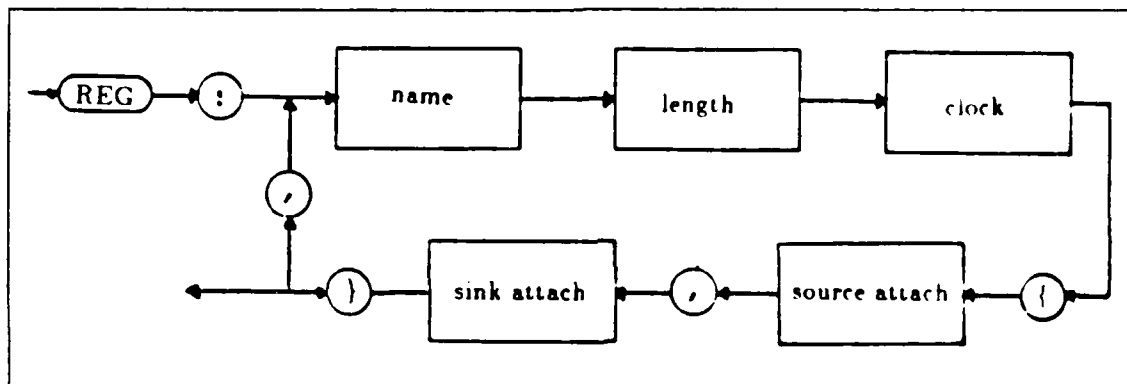 REG : name length clock
,
} sink attach , source attach {